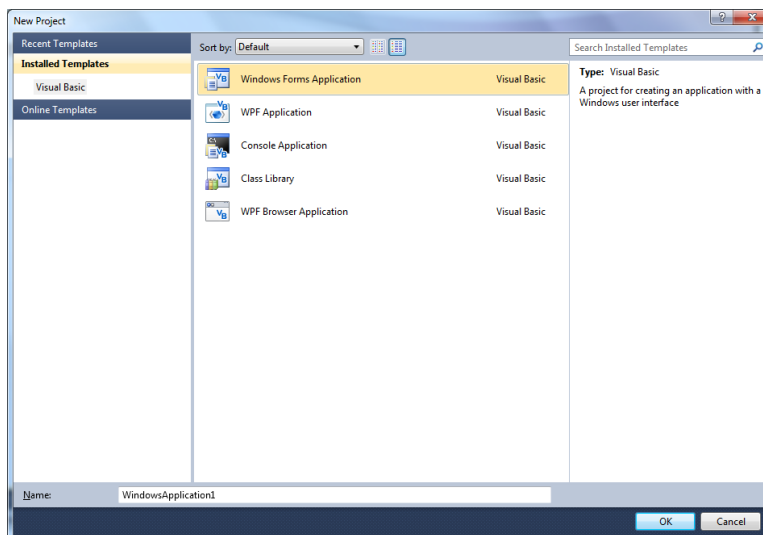 New Project
Recent Templates
Installed Templates
Visual Basic
Online Templates
Sort by: Default
Windows Forms Application Visual Basic
WPF Application Visual Basic
Console Application Visual Basic
Class Library Visual Basic
WPF Browser Application Visual Basic
Search Installed Templates
Type: Visual Basic
A project for creating an application with a
Windows user interface
Name: WindowsApplication1
OK Cancel